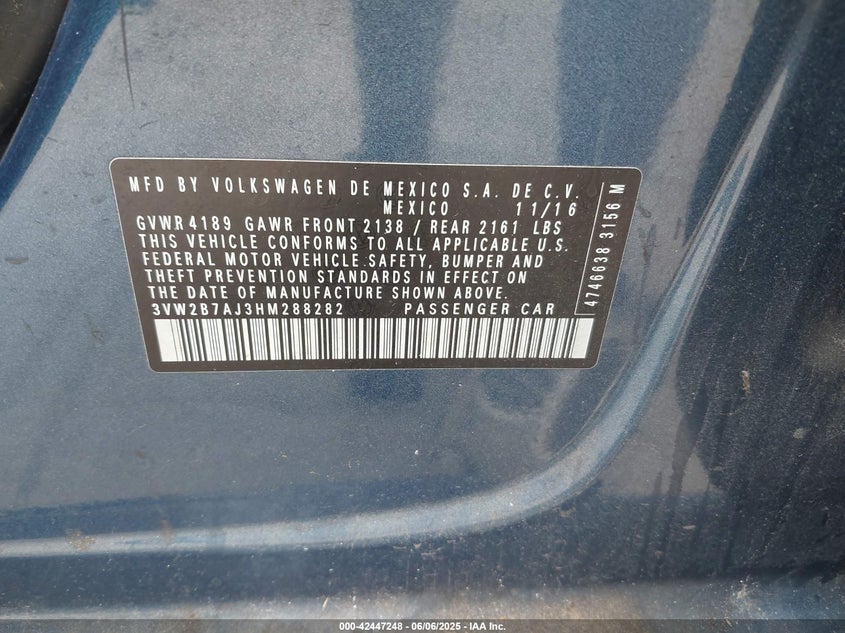 MFD BY VOLKSWAGEN DE MEXICO S.A. DE C.V.
MEXICO 11/16
GVWR 4189 GAWR FRONT 2138 / REAR 2161 LBS
THIS VEHICLE CONFORMS TO ALL APPLICABLE U.S.
FEDERAL MOTOR VEHICLE SAFETY, BUMPER AND
THEFT PREVENTION STANDARDS IN EFFECT ON
THE DATE OF MANUFACTURE SHOWN ABOVE.
3VW2B7AJ3HM288282 PASSENGER CAR
4746638 3156 M
000-42447248 - 06/06/2025 - IAA Inc.